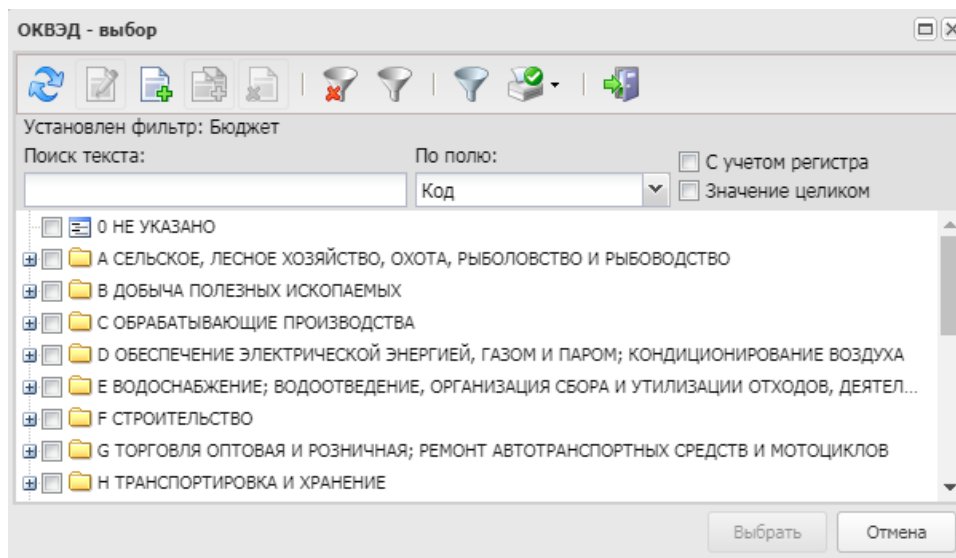 ОКВЭД - выбор
Установлен фильтр: Бюджет
Поиск текста:
По полю:
С учетом регистра
Код
Значение целиком
0 НЕ УКАЗАНО
A СЕЛЬСКОЕ, ЛЕСНОЕ ХОЗЯЙСТВО, ОХОТА, РЫБОЛОВСТВО И РЫБОВОДСТВО
B ДОБЫЧА ПОЛЕЗНЫХ ИСКОПАЕМЫХ
C ОБРАБАТЫВАЮЩИЕ ПРОИЗВОДСТВА
D ОБЕСПЕЧЕНИЕ ЭЛЕКТРИЧЕСКОЙ ЭНЕРГИЕЙ, ГАЗОМ И ПАРОМ; КОНДИЦИОНИРОВАНИЕ ВОЗДУХА
E ВОДОСНАБЖЕНИЕ; ВОДООТВЕДЕНИЕ, ОРГАНИЗАЦИЯ СБОРА И УТИЛИЗАЦИИ ОТХОДОВ, ДЕЯТЕЛ...
F СТРОИТЕЛЬСТВО
G ТОРГОВЛЯ ОПТОВАЯ И РОЗНИЧНАЯ; РЕМОНТ АВТОТРАНСПОРТНЫХ СРЕДСТВ И МОТОЦИКЛОВ
H ТРАНСПОРТИРОВКА И ХРАНЕНИЕ
Выбрать
Отмена